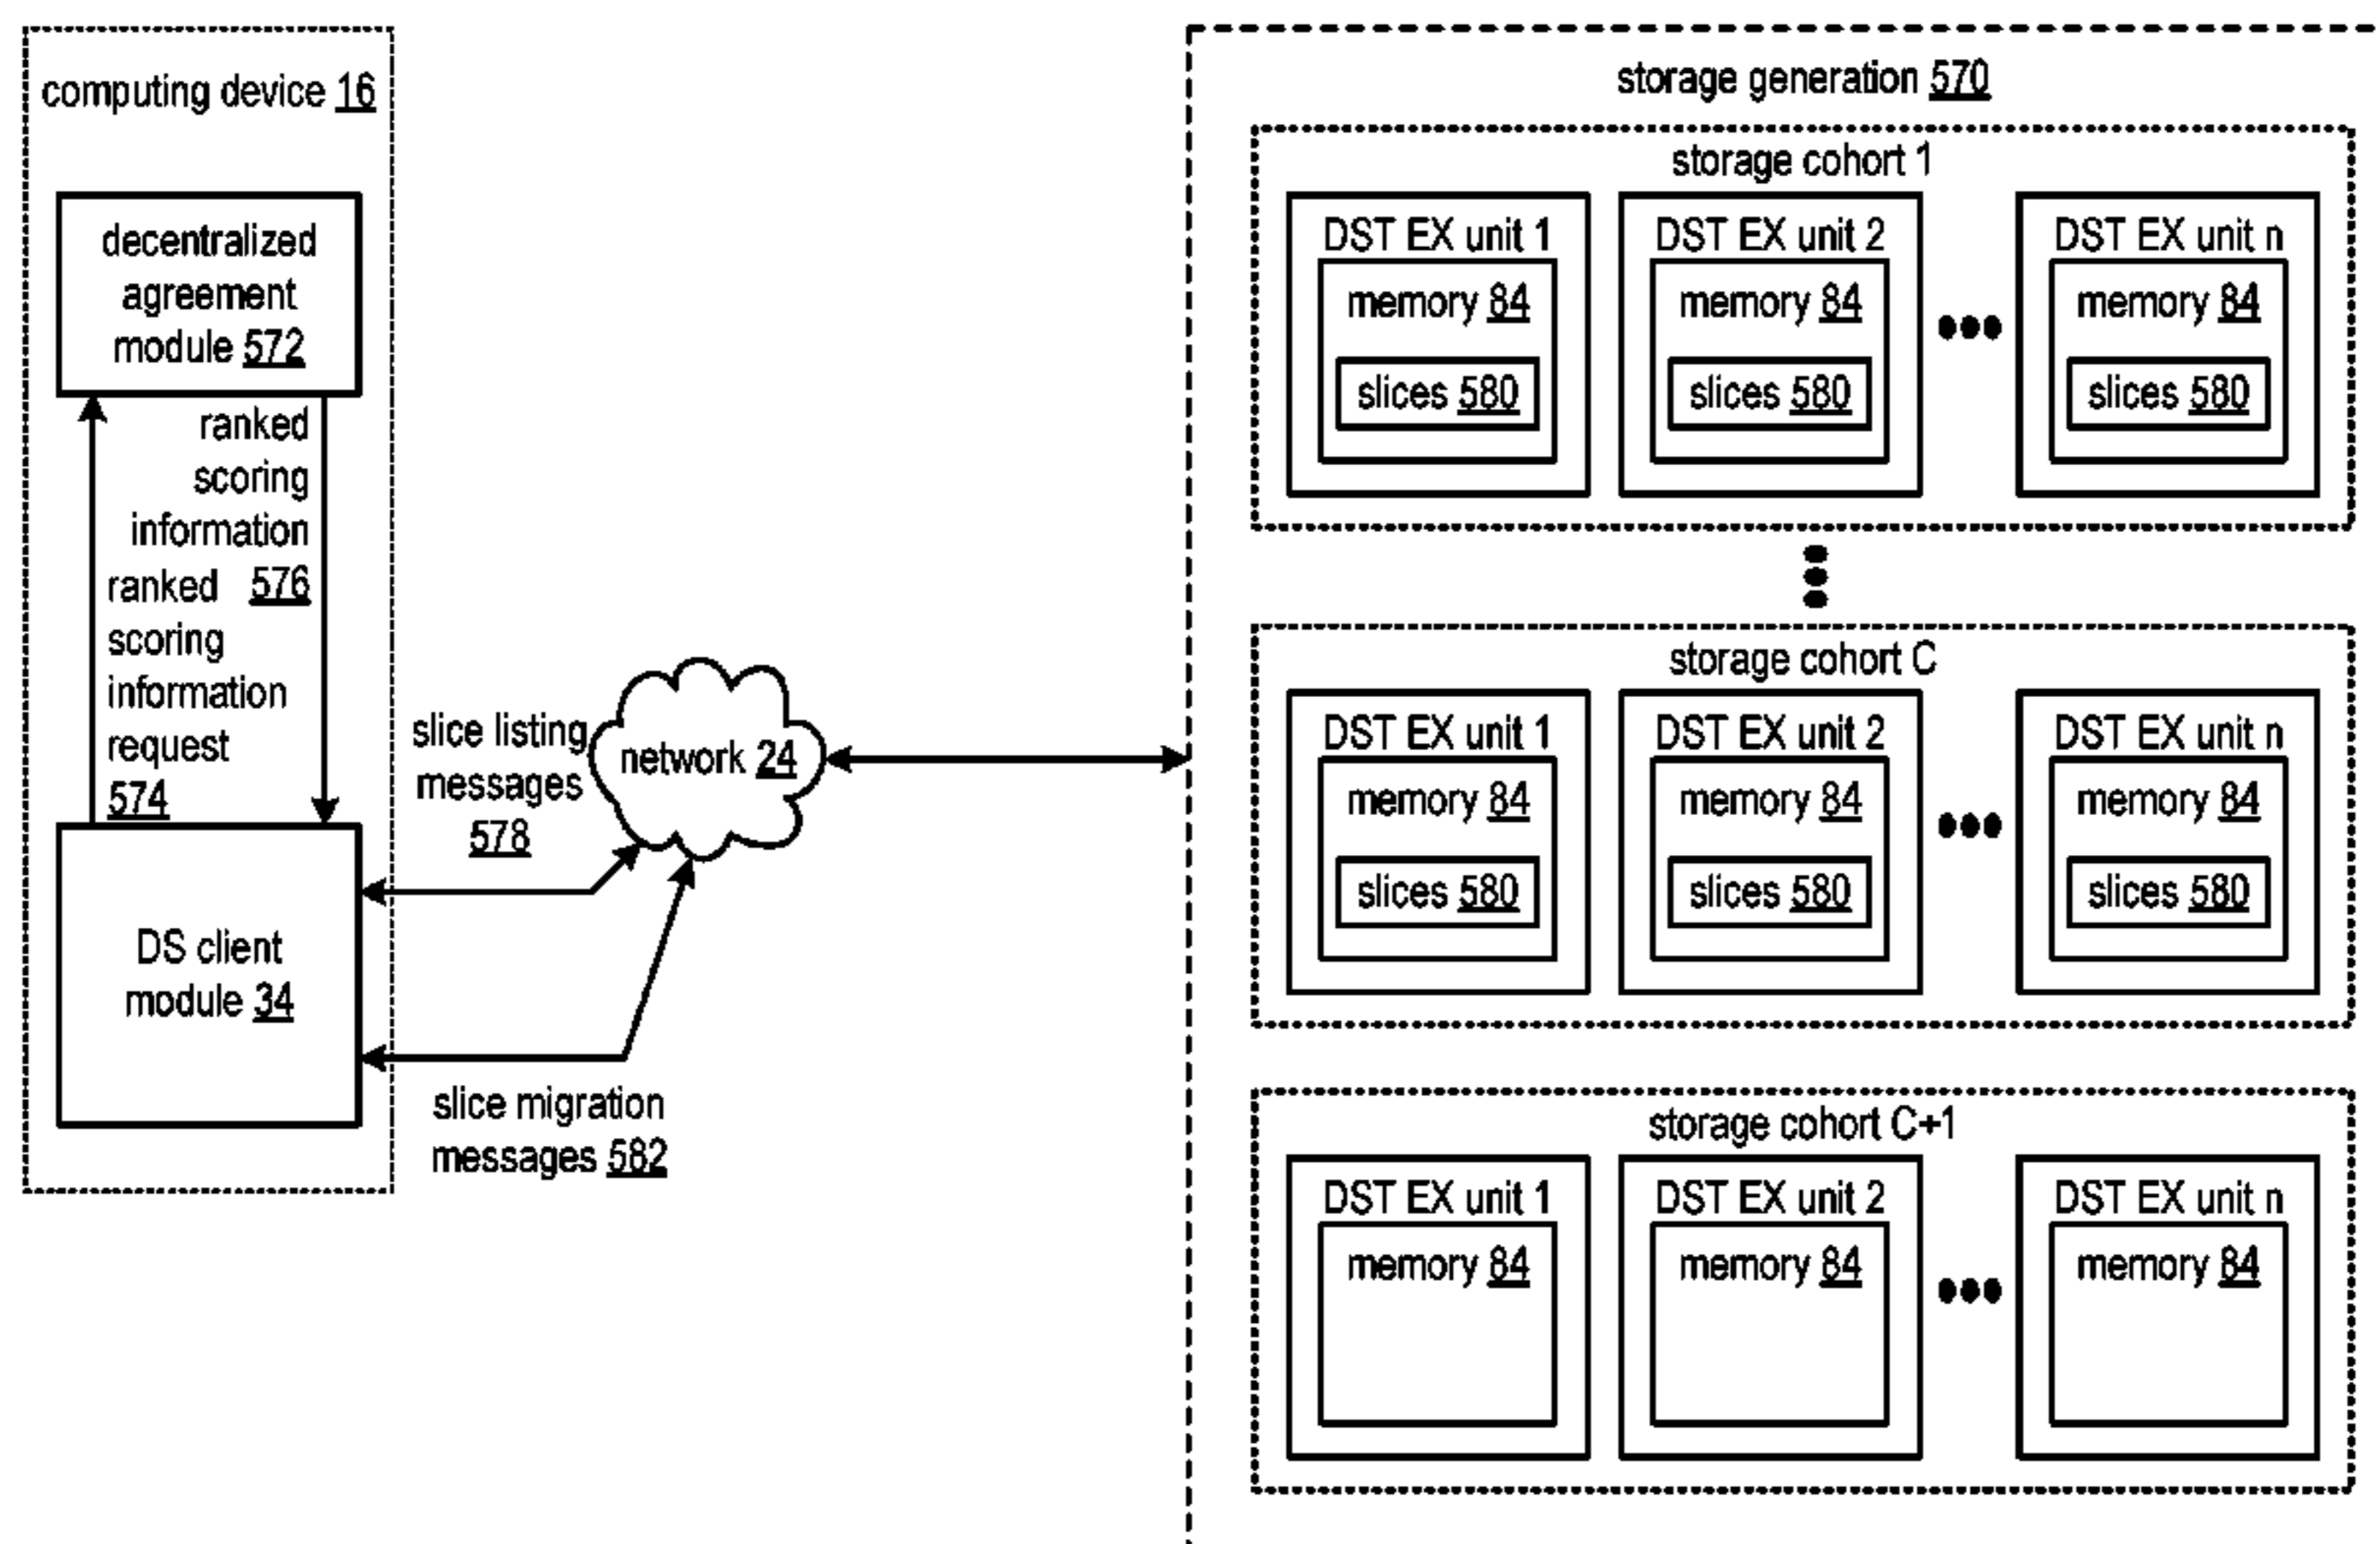 computing device 16
decentralized
agreement
module 572
ranked
scoring
information
576
ranked
scoring
information
request
574
DS client
module 34
slice listing
messages
578
network 24
slice migration
messages 582
storage generation 570
storage cohort 1
DST EX unit 1
memory 84
slices 580
DST EX unit 2
memory 84
slices 580
DST EX unit n
memory 84
slices 580
storage cohort C
DST EX unit 1
memory 84
slices 580
DST EX unit 2
memory 84
slices 580
DST EX unit n
memory 84
slices 580
storage cohort C+1
DST EX unit 1
memory 84
DST EX unit 2
memory 84
DST EX unit n
memory 84